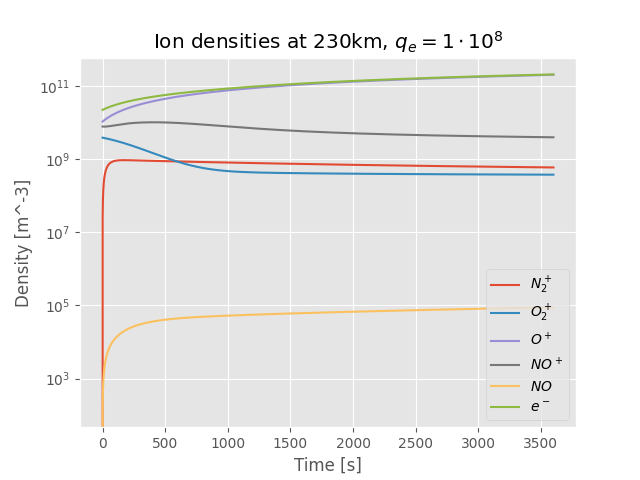 Ion densities at 230km, $q_e = 1 \cdot 10^8$
Density [m^-3]
$10^{11}$
$10^9$
$10^7$
$10^5$
$10^3$
$N_2^+$
$O_2^+$
$O^+$
$NO^+$
$NO$
$e^-$
0 500 1000 1500 2000 2500 3000 3500
Time [s]